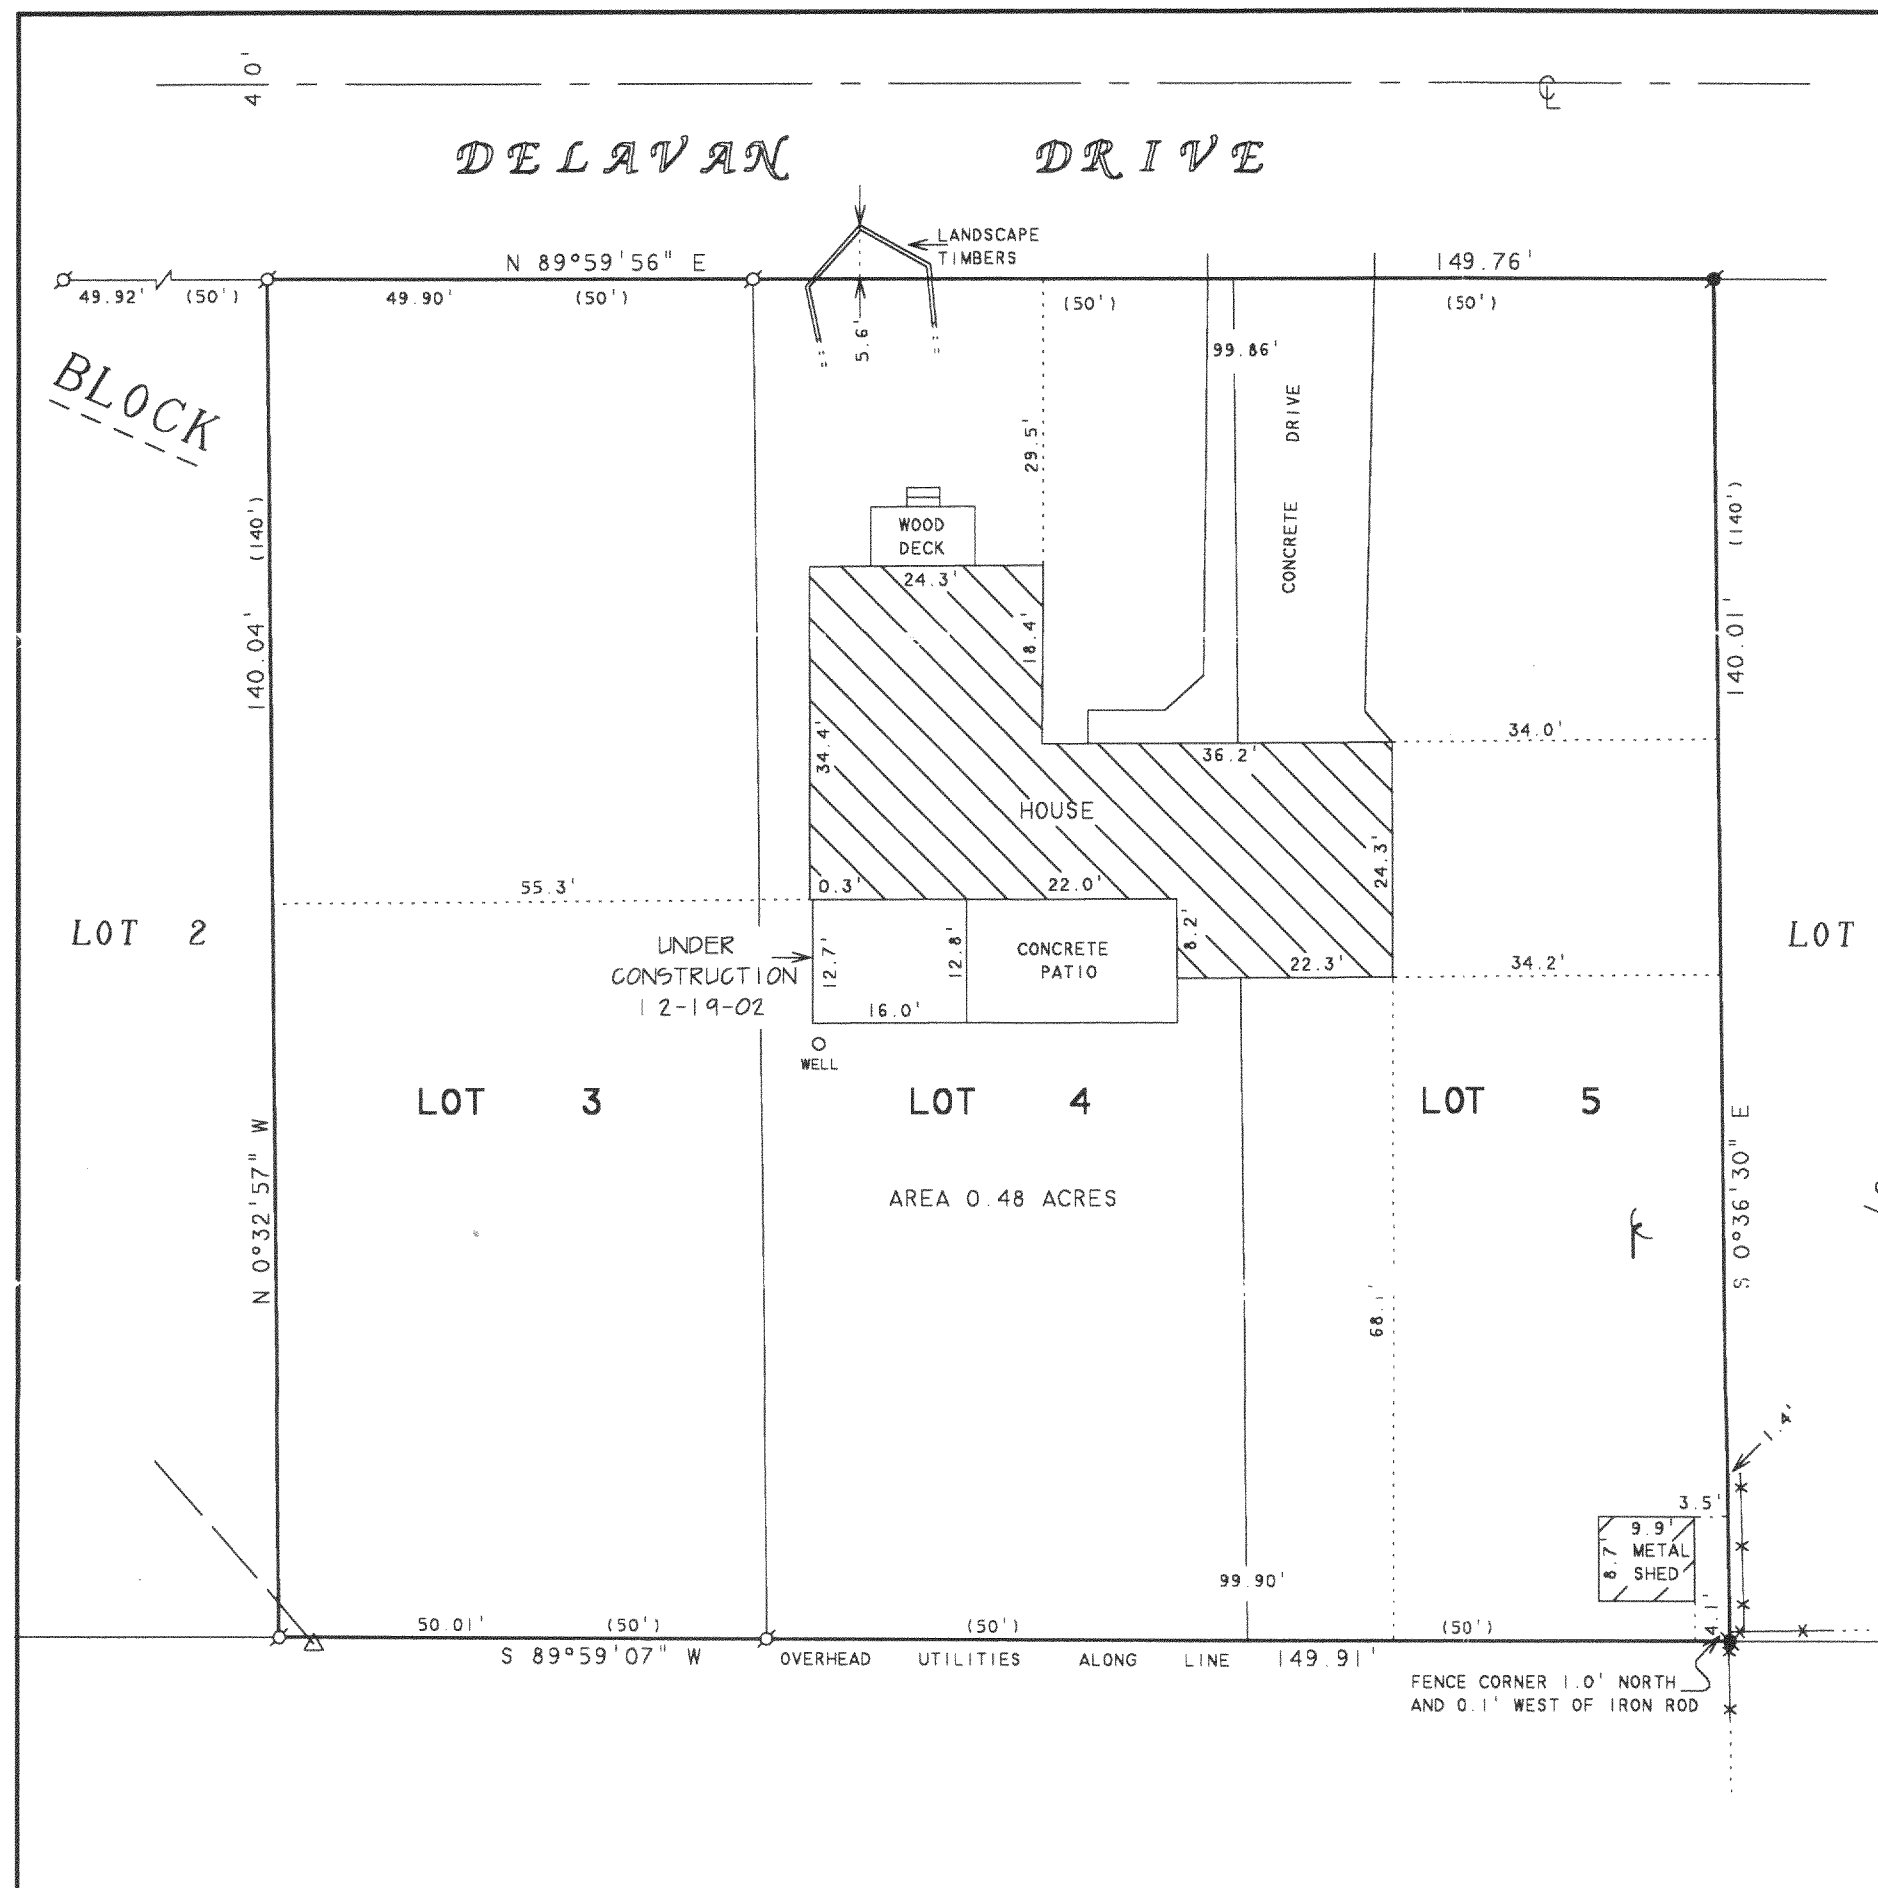 40'
DELAVAN DRIVE
LANDSCAPE
TIMBERS
N 89°59'56" E
149.76'
49.92' (50')
49.90' (50')
(50')
(50')
5.6'
99.86'
BLOCK
CONCRETE DRIVE
29.5'
(140')
140.04'
(140')
140.01'
WOOD
DECK
24.3'
18.4'
34.4'
36.2'
34.0'
HOUSE
24.3'
0.3'
22.0'
55.3'
8.2'
22.3'
34.2'
LOT 2
LOT
UNDER
CONSTRUCTION
12-19-02
12.7'
12.8'
CONCRETE
PATIO
16.0'
WELL
LOT 3
LOT 4
LOT 5
N 0°32'57" W
S 0°36'30" E
AREA 0.48 ACRES
68.1'
3.5'
9.9'
8.7'
METAL
SHED
4.1'
99.90'
50.01' (50')
(50')
(50')
S 89°59'07" W
OVERHEAD UTILITIES ALONG LINE 149.91'
FENCE CORNER 1.0' NORTH
AND 0.1' WEST OF IRON ROD